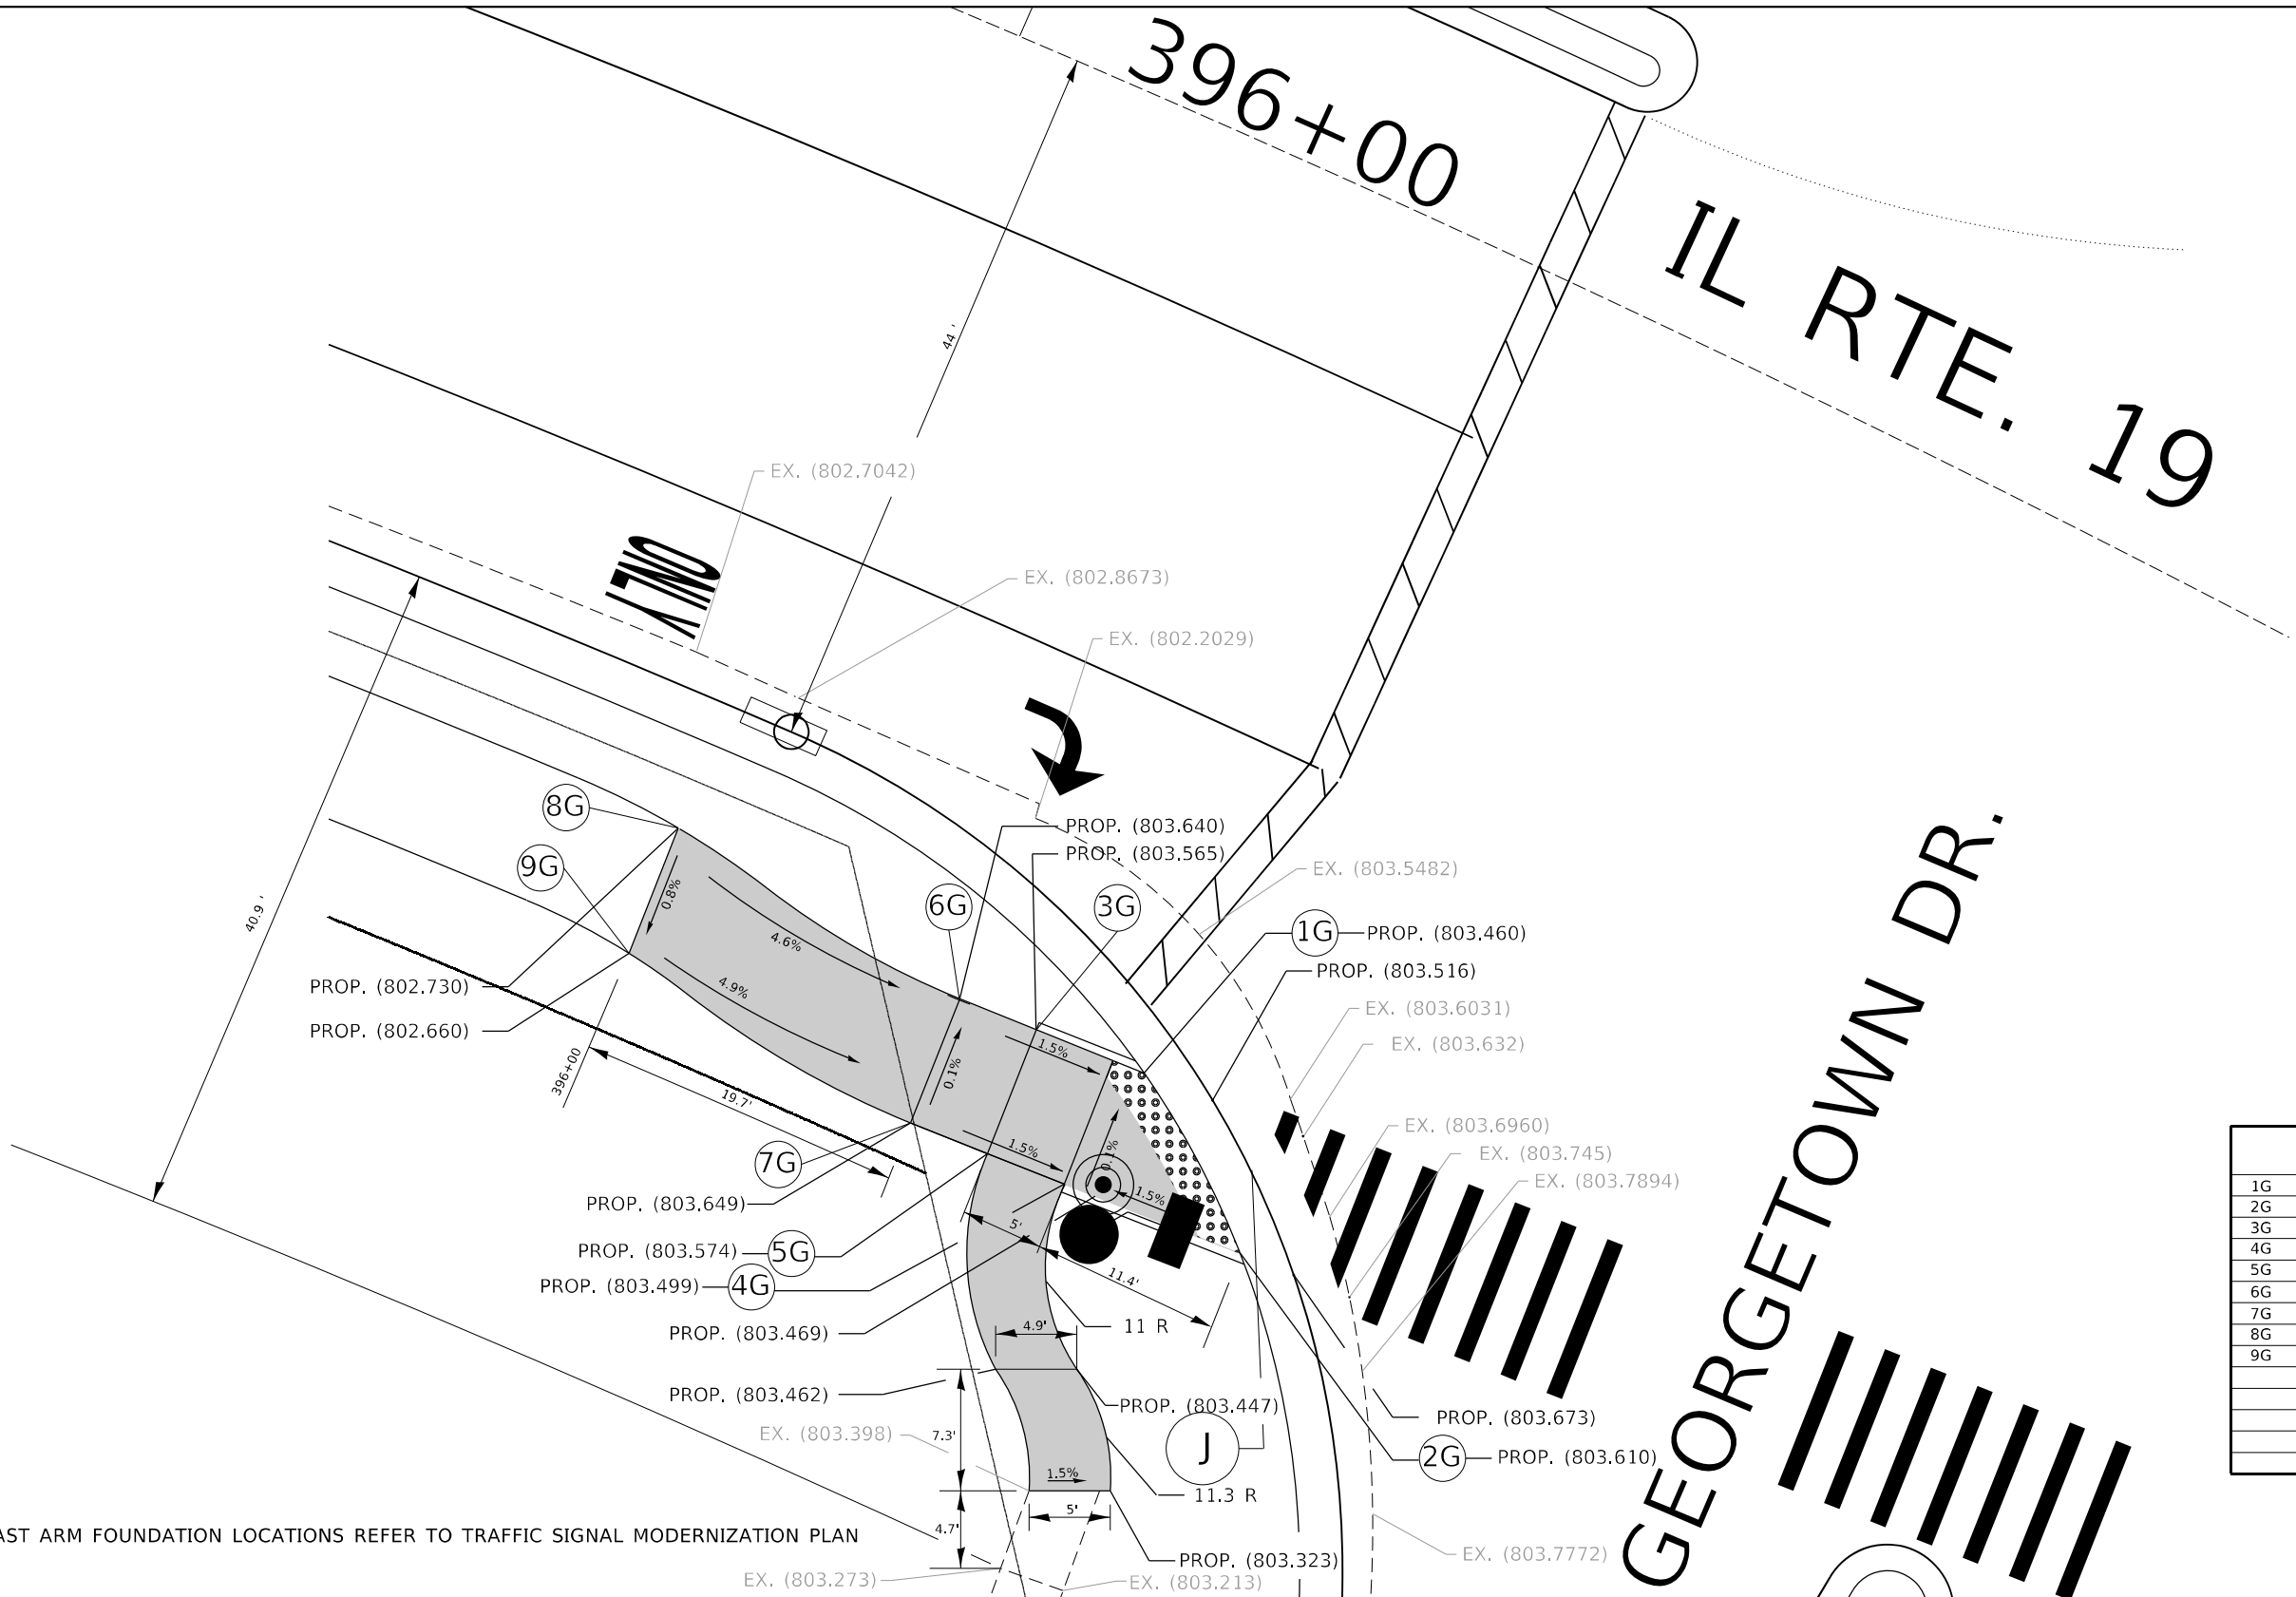 396+00
IL RTE. 19
44 '
EX. (802.7042)
ONLY
EX. (802.8673)
EX. (802.2029)
8G
PROP. (803.640)
PROP. (803.565)
9G
EX. (803.5482)
0.8%
6G
3G
1G
PROP. (803.460)
40.9 '
4.6%
PROP. (803.516)
PROP. (802.730)
4.9%
EX. (803.6031)
PROP. (802.660)
EX. (803.632)
1.5%
396+00
0.1%
19.7'
EX. (803.6960)
1.5%
0.1%
EX. (803.745)
7G
EX. (803.7894)
1.5%
PROP. (803.649)
5'
PROP. (803.574)
5G
PROP. (803.499)
4G
11.4'
PROP. (803.469)
4.9'
11 R
PROP. (803.462)
PROP. (803.447)
PROP. (803.673)
EX. (803.398)
7.3'
J
2G
PROP. (803.610)
1.5%
11.3 R
5'
4.7'
AST ARM FOUNDATION LOCATIONS REFER TO TRAFFIC SIGNAL MODERNIZATION PLAN
PROP. (803.323)
EX. (803.7772)
EX. (803.273)
EX. (803.213)
GEORGETOWN DR.
1G
2G
3G
4G
5G
6G
7G
8G
9G